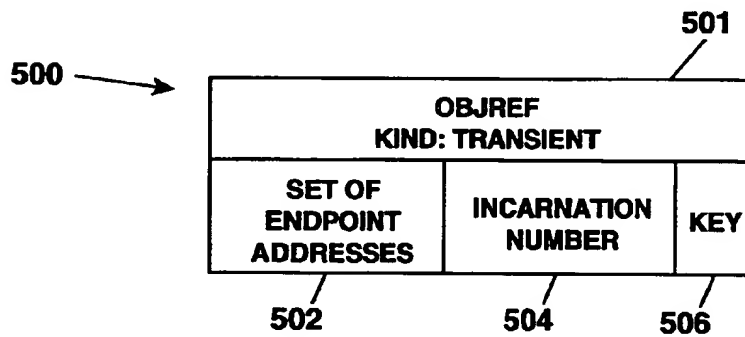 501
500
OBJREF
KIND: TRANSIENT
SET OF
ENDPOINT
ADDRESSES
INCARNATION
NUMBER
KEY
502
504
506